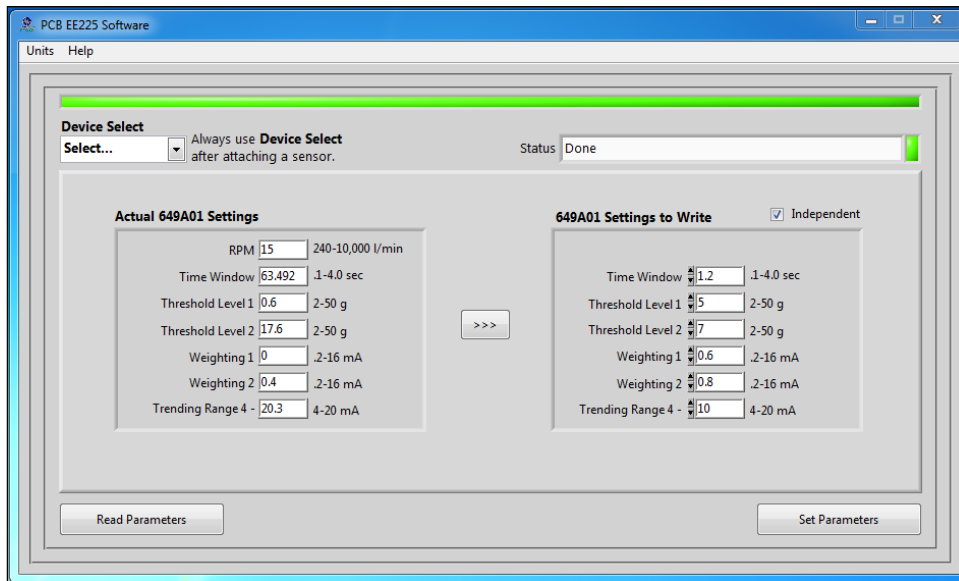 PCB EE225 Software
Units Help
Device Select
Select...
Always use Device Select
after attaching a sensor.
Status Done
Actual 649A01 Settings
RPM 15 240-10,000 l/min
Time Window 63.492 .1-4.0 sec
Threshold Level 1 0.6 2-50 g
Threshold Level 2 17.6 2-50 g
Weighting 1 0 .2-16 mA
Weighting 2 0.4 .2-16 mA
Trending Range 4 - 20.3 4-20 mA
>>>
649A01 Settings to Write
Independent
Time Window 1.2 .1-4.0 sec
Threshold Level 1 5 2-50 g
Threshold Level 2 7 2-50 g
Weighting 1 0.6 .2-16 mA
Weighting 2 0.8 .2-16 mA
Trending Range 4 - 10 4-20 mA
Read Parameters
Set Parameters